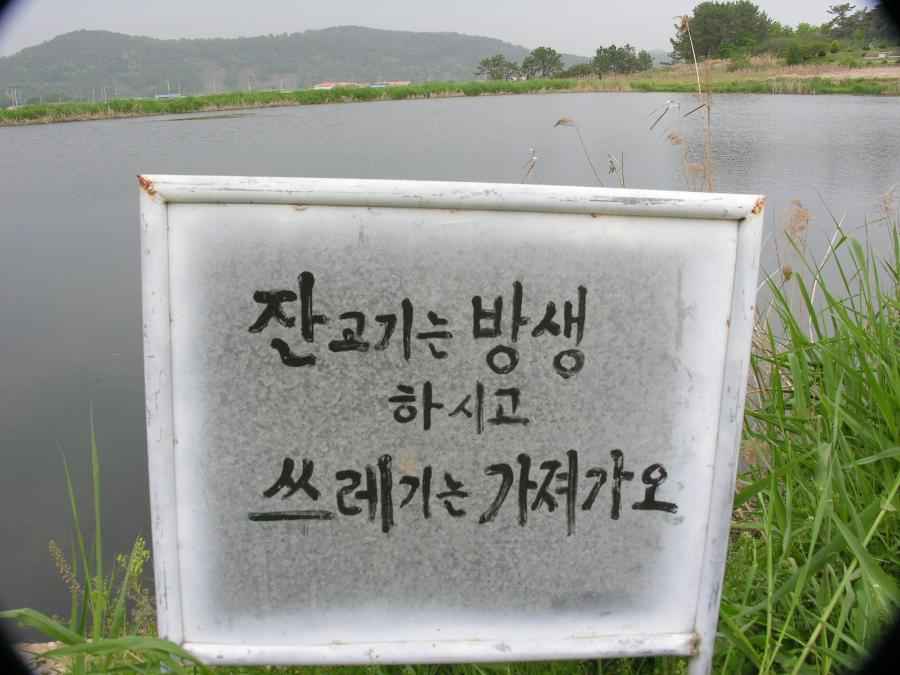 잔고기는 방생
하시고
쓰레기는 가져가오